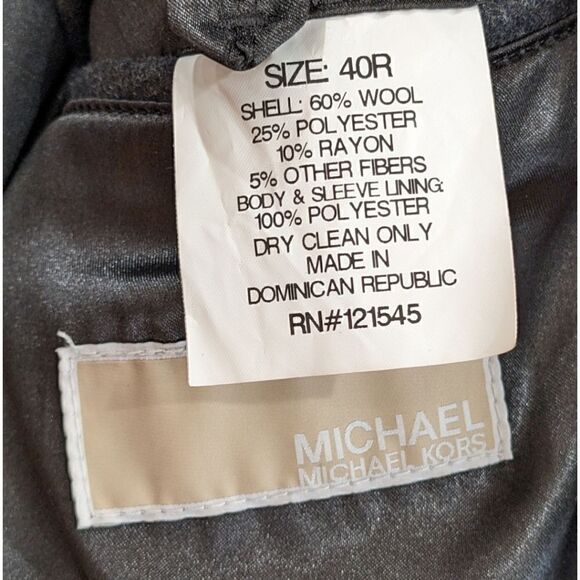 SIZE: 40R
SHELL: 60% WOOL
25% POLYESTER
10% RAYON
5% OTHER FIBERS
BODY & SLEEVE LINING:
100% POLYESTER
DRY CLEAN ONLY
MADE IN
DOMINICAN REPUBLIC
RN#121545
MICHAEL
MICHAEL KORS